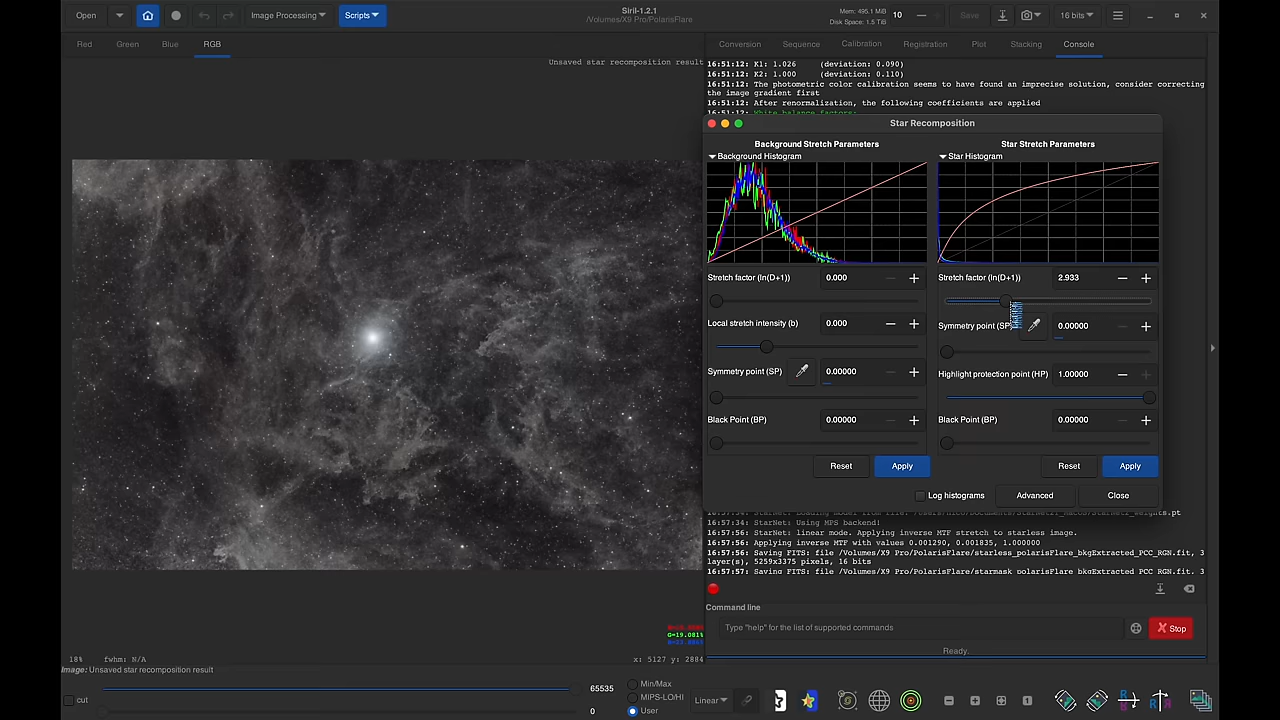 Open
Image Processing
Scripts
Siril-1.2.1
/Volumes/X9 Pro/PolarisFlare
Mem: 495.1 MiB
Disk Space: 1.5 TiB
10
Save
16 bits
Red
Green
Blue
RGB
Conversion
Sequence
Calibration
Registration
Plot
Stacking
Console
Unsaved star recomposition result
16:51:12: K1: 1.026 (deviation: 0.090)
16:51:12: K2: 1.000 (deviation: 0.110)
16:51:12: The photometric color calibration seems to have found an imprecise solution, consider correcting
the image gradient first
16:51:12: After renormalization, the following coefficients are applied
16:51:12: White balance factors:
Star Recomposition
Background Stretch Parameters
Background Histogram
Star Stretch Parameters
Star Histogram
Stretch factor (ln(D+1))
0.000
Stretch factor (ln(D+1))
2.933
Local stretch intensity (b)
0.000
Symmetry point (SP)
0.00000
Symmetry point (SP)
0.00000
Highlight protection point (HP)
1.00000
Black Point (BP)
0.00000
Black Point (BP)
0.00000
Reset
Apply
Reset
Apply
Log histograms
Advanced
Close
16:57:34: StarNet: Using MPS backend!
16:57:56: StarNet: linear mode. Applying inverse MTF stretch to starless image.
16:57:56: Applying inverse MTF with values 0.001290, 0.001835, 1.000000
16:57:56: Saving FITS: file /Volumes/X9 Pro/PolarisFlare/starless_polarisFlare_bkgExtracted_PCC_RGN.fit, 3
layer(s), 5259x3375 pixels, 16 bits
16:57:57: Saving FITS: file /Volumes/X9 Pro/PolarisFlare/starmask_polarisFlare_bkgExtracted_PCC_RGN.fit, 3
Command line
Type "help" for the list of supported commands
Stop
Ready.
G=19.081%
18%
fwhm: N/A
x: 5127 y: 2884
Image: Unsaved star recomposition result
cut
65535
0
Min/Max
MIPS-LO/HI
User
Linear